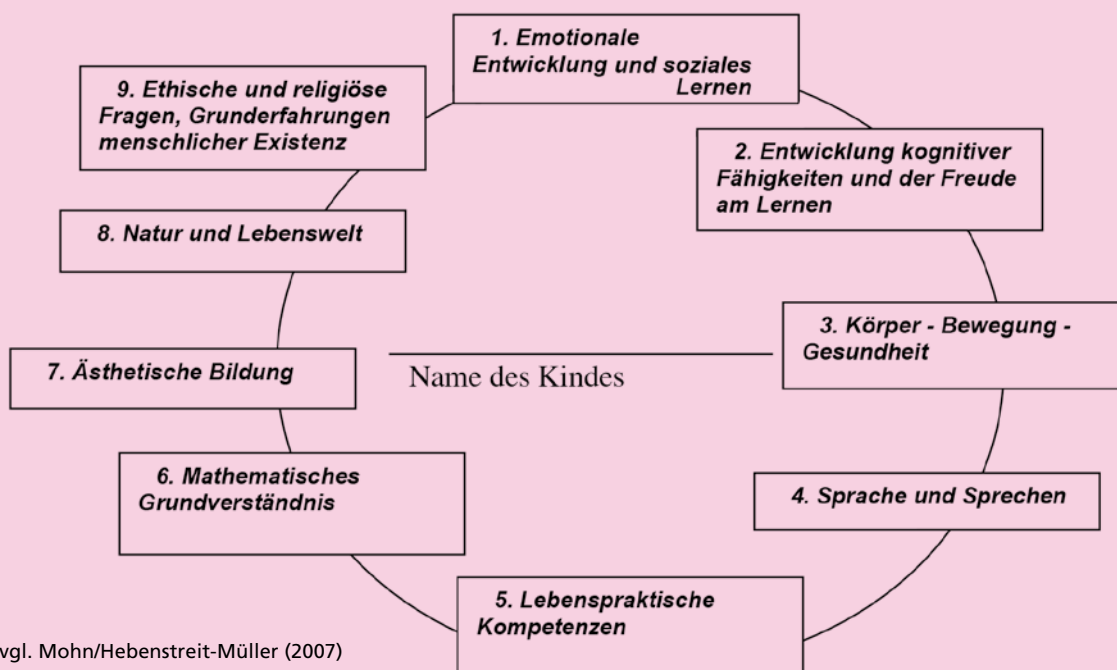 1. Emotionale
Entwicklung und soziales
Lernen
2. Entwicklung kognitiver
Fähigkeiten und der Freude
am Lernen
3. Körper - Bewegung -
Gesundheit
4. Sprache und Sprechen
5. Lebenspraktische
Kompetenzen
6. Mathematisches
Grundverständnis
7. Ästhetische Bildung
8. Natur und Lebenswelt
9. Ethische und religiöse
Fragen, Grunderfahrungen
menschlicher Existenz
Name des Kindes
vgl. Mohn/Hebenstreit-Müller (2007)